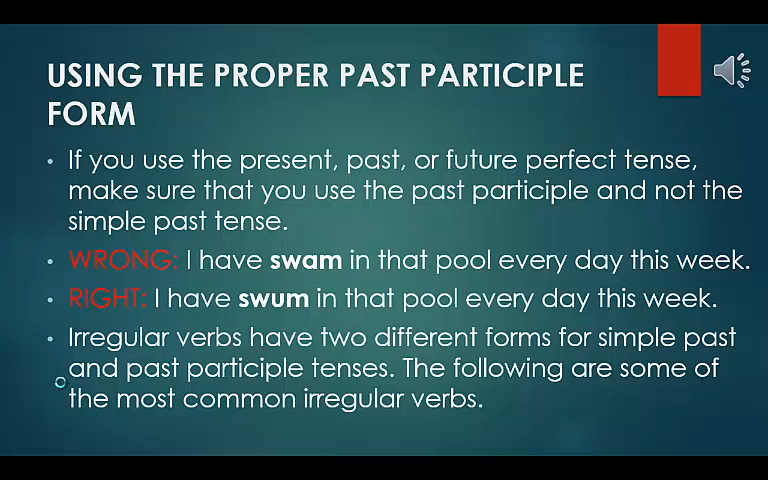 USING THE PROPER PAST PARTICIPLE
FORM
• If you use the present, past, or future perfect tense,
make sure that you use the past participle and not the
simple past tense.
• WRONG: I have swam in that pool every day this week.
• RIGHT: I have swum in that pool every day this week.
• Irregular verbs have two different forms for simple past
and past participle tenses. The following are some of
the most common irregular verbs.